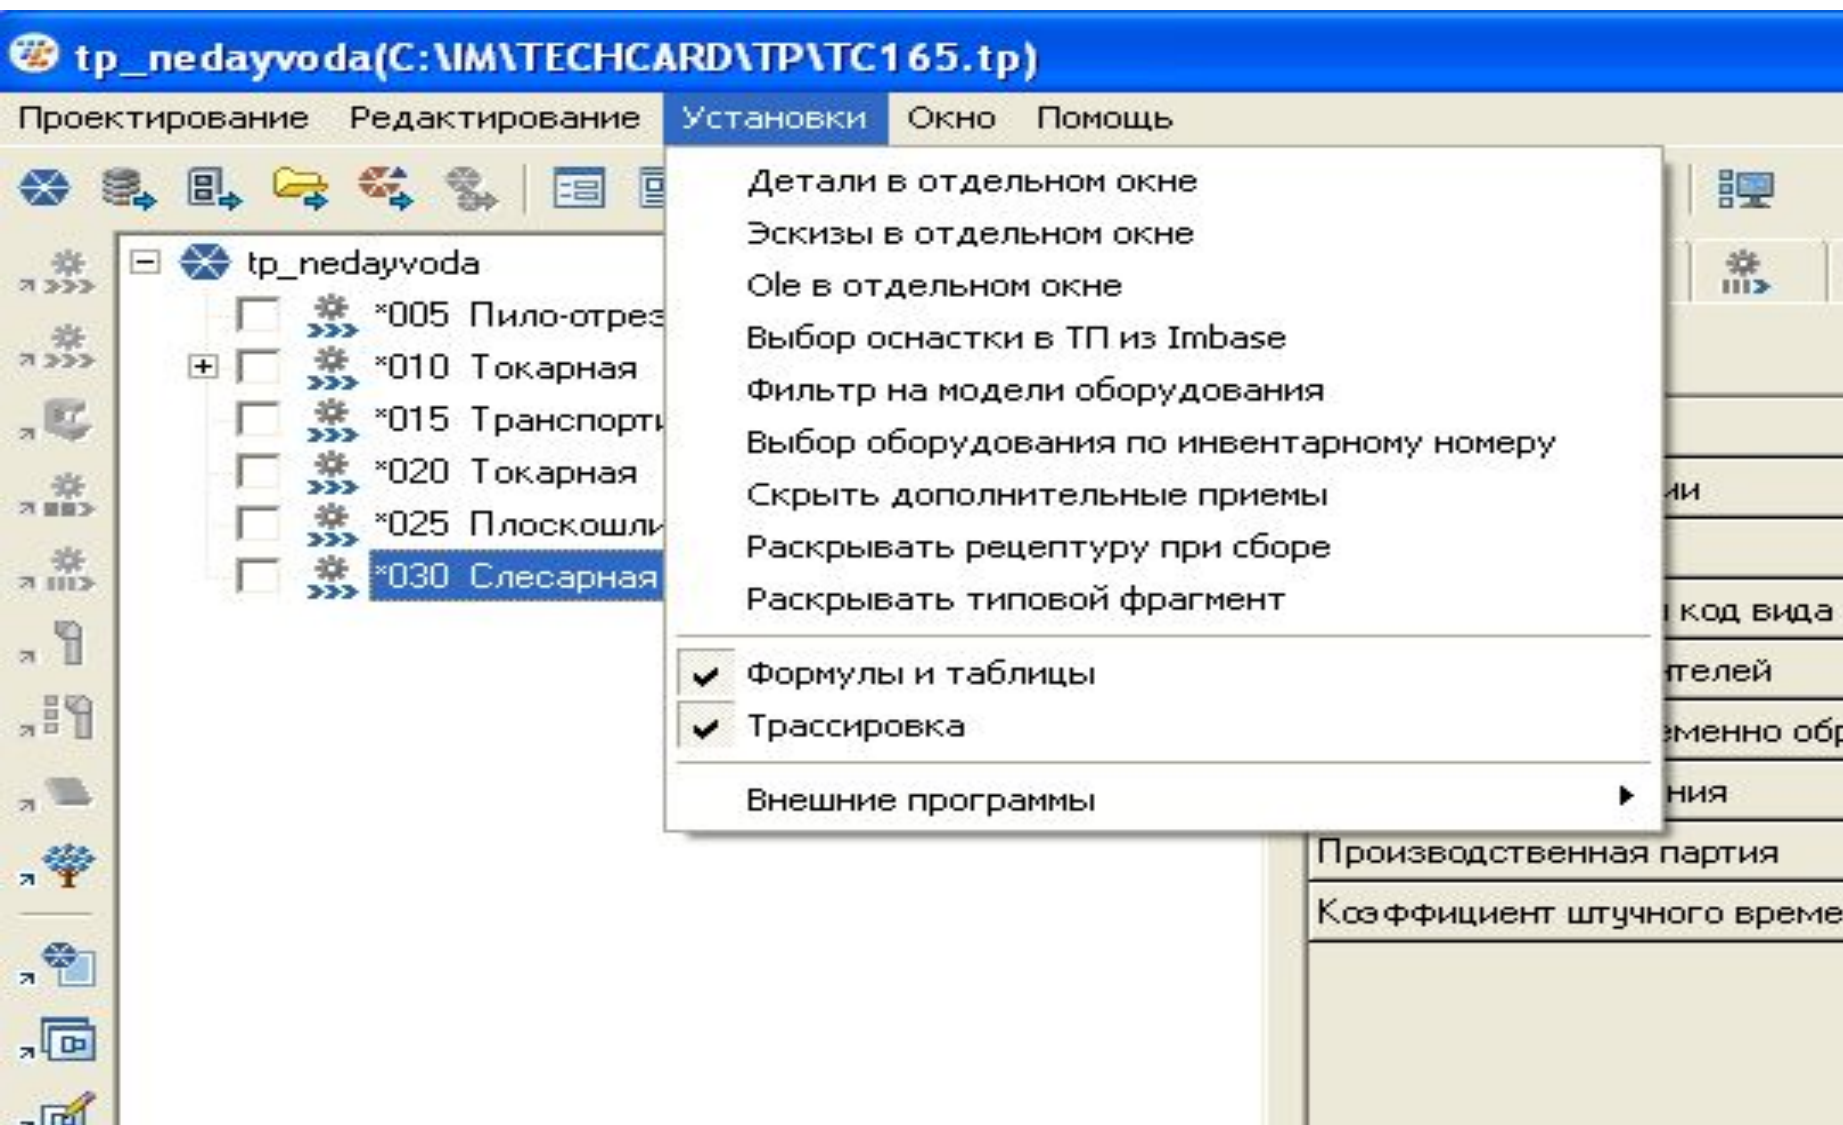 tp_nedayvoda(C:\IM\TECHCARD\TP\TC165.tp)
Проектирование Редактирование Установки Окно Помощь
Детали в отдельном окне
Эскизы в отдельном окне
Ole в отдельном окне
Выбор оснастки в ТП из Imbase
Фильтр на модели оборудования
Выбор оборудования по инвентарному номеру
Скрыть дополнительные приемы
Раскрывать рецептуру при сборе
Раскрывать типовой фрагмент
Формулы и таблицы
Трассировка
Внешние программы
tp_nedayvoda
*005 Пило-отрез
*010 Токарная
*015 Транспорти
*020 Токарная
*025 Плоскошли
*030 Слесарная
ии
код вида
ителей
еменно обр
ния
Производственная партия
Коэффициент штучного време